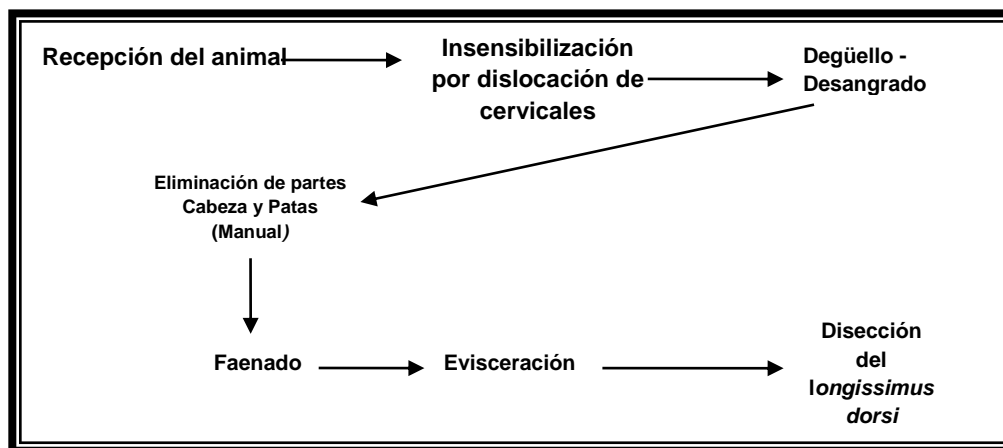 Recepción del animal
Insensibilización
por dislocación de
cervicales
Degüello -
Desangrado
Eliminación de partes
Cabeza y Patas
(Manual)
Faenado
Evisceración
Disección
del
longissimus
dorsi